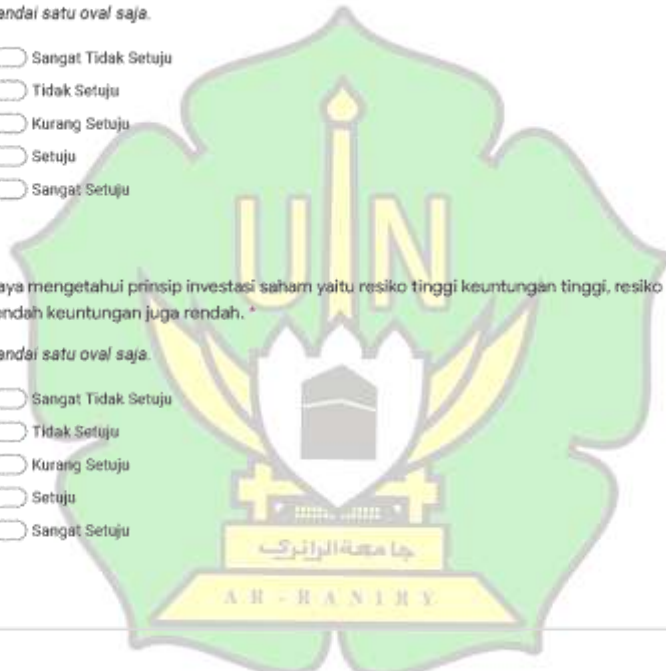 andai satu oval saja.
Sangat Tidak Setuju
Tidak Setuju
Kurang Setuju
Setuju
Sangat Setuju
UIN
aya mengetahui prinsip investasi saham yaitu resiko tinggi keuntungan tinggi, resiko
endah keuntungan juga rendah. *
andai satu oval saja.
Sangat Tidak Setuju
Tidak Setuju
Kurang Setuju
Setuju
Sangat Setuju
جامعة الرانري
AR-RANIRY